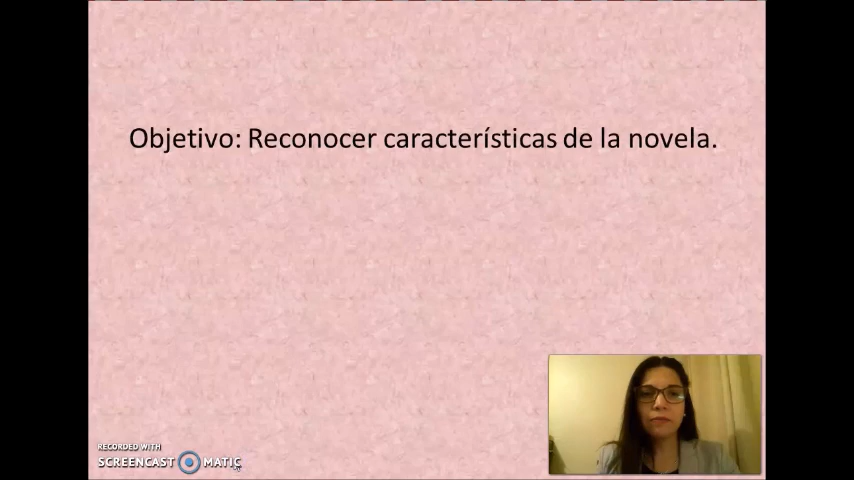 Objetivo: Reconocer características de la novela.
RECORDED WITH
SCREENCAST MATIC